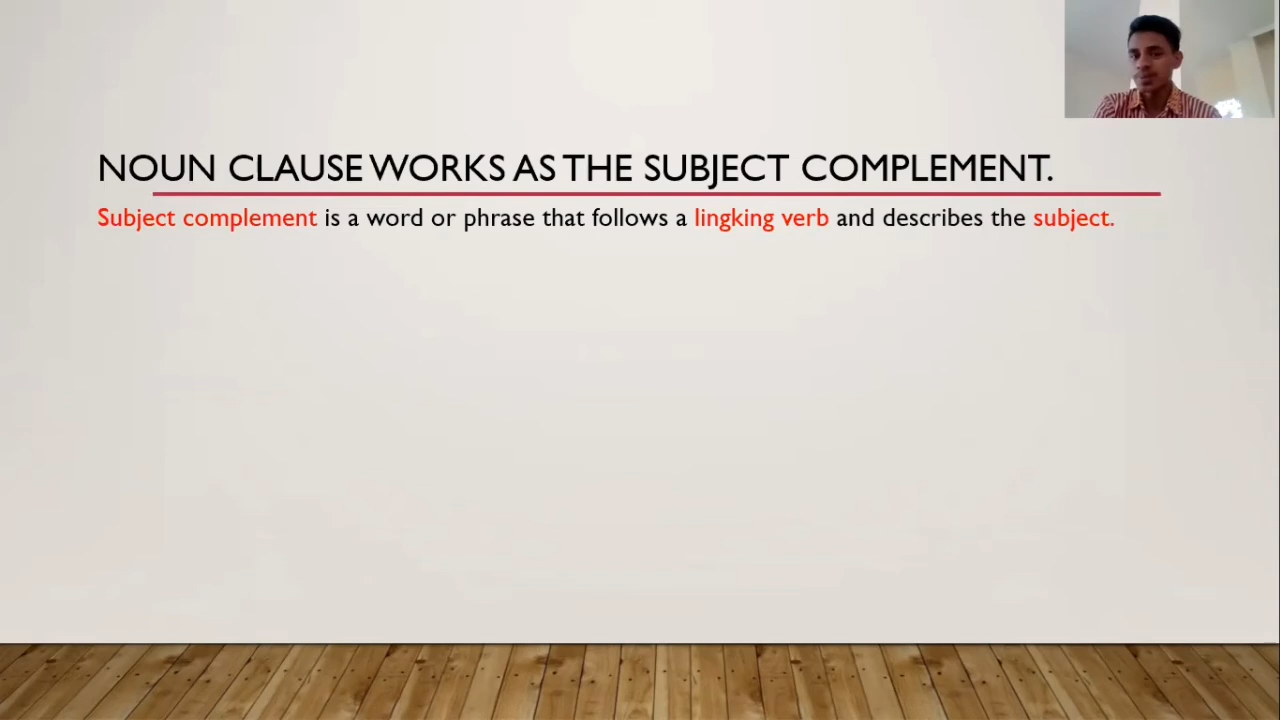 NOUN CLAUSE WORKS AS THE SUBJECT COMPLEMENT.
Subject complement is a word or phrase that follows a lingking verb and describes the subject.